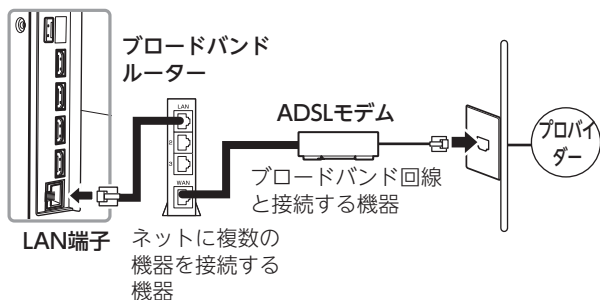 ブロードバンド
ルーター
LAN
2
3
WAN
ADSLモデム
プロバイ
ダー
ブロードバンド回線
と接続する機器
LAN端子
ネットに複数の
機器を接続する
機器